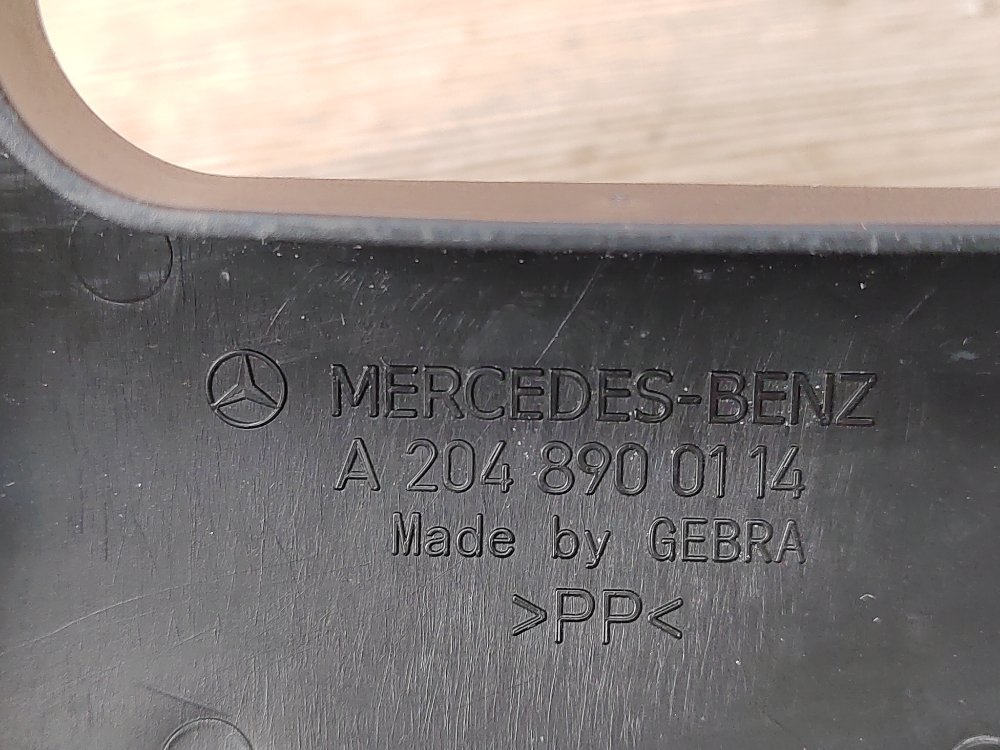 MERCEDES-BENZ
A 204 890 01 14
Made by GEBRA
>PP<